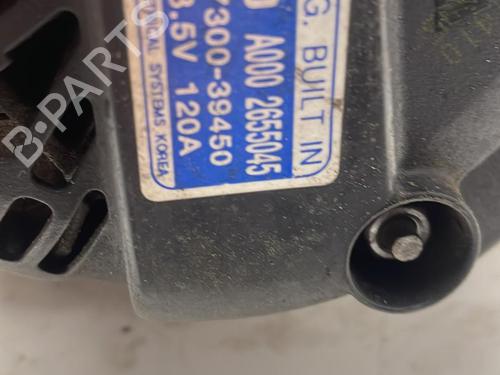 G. BUILT IN
A000 2655045
7300-39450
3.5V 120A
CAL SYSTEMS KOREA
B-PARTS